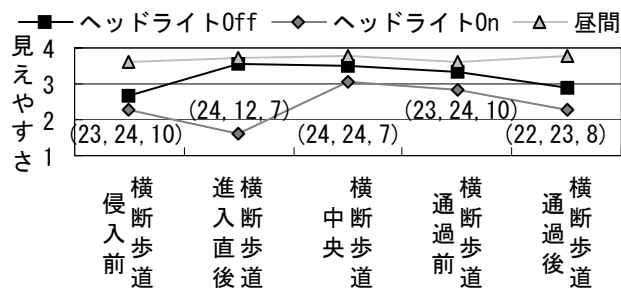 ヘッドライトOff ヘッドライトOn 昼間
見えやすさ
4
3
2
1
(23, 24, 10)
(24, 12, 7)
(24, 24, 7)
(23, 24, 10)
(22, 23, 8)
横断歩道
侵入前
横断歩道
進入直後
横断歩道
中央
横断歩道
通過前
横断歩道
通過後